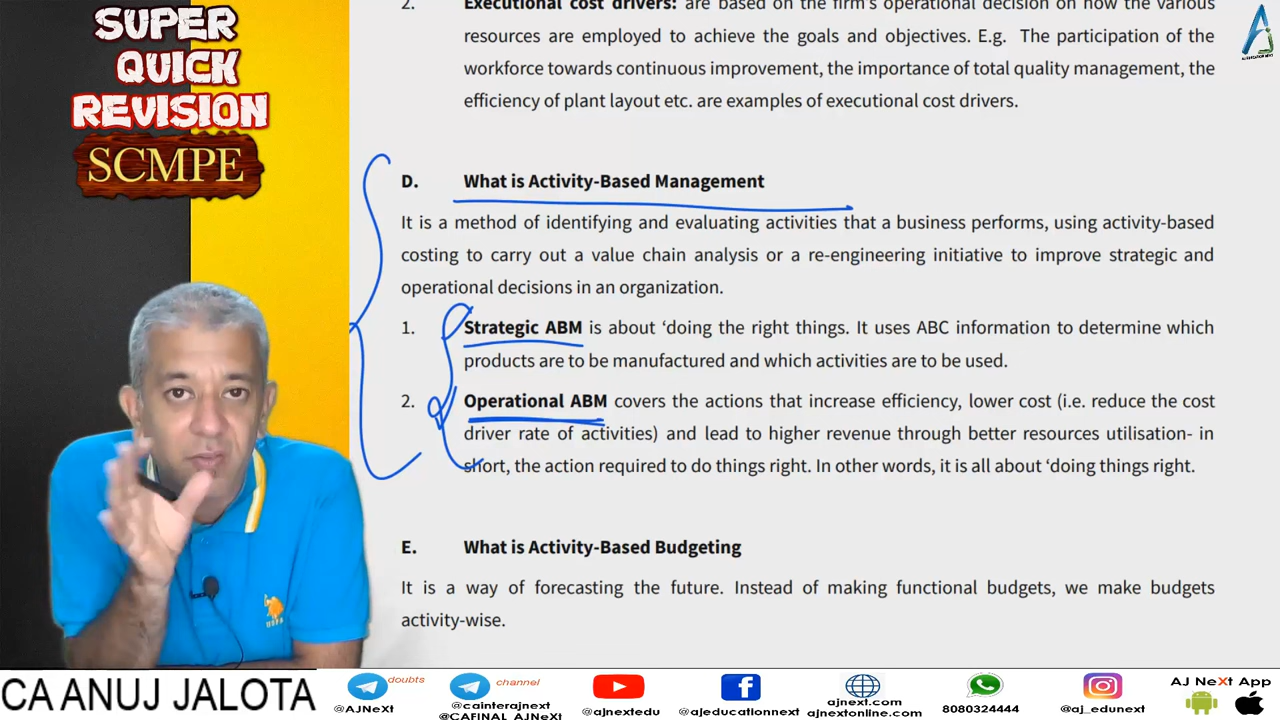 SUPER
QUICK
REVISION
SCMPE
2. Executional cost drivers: are based on the firm's operational decision on how the various
resources are employed to achieve the goals and objectives. E.g. The participation of the
workforce towards continuous improvement, the importance of total quality management, the
efficiency of plant layout etc. are examples of executional cost drivers.
D. What is Activity-Based Management
It is a method of identifying and evaluating activities that a business performs, using activity-based
costing to carry out a value chain analysis or a re-engineering initiative to improve strategic and
operational decisions in an organization.
1. Strategic ABM is about ‘doing the right things. It uses ABC information to determine which
products are to be manufactured and which activities are to be used.
2. Operational ABM covers the actions that increase efficiency, lower cost (i.e. reduce the cost
driver rate of activities) and lead to higher revenue through better resources utilisation- in
short, the action required to do things right. In other words, it is all about ‘doing things right.
E. What is Activity-Based Budgeting
It is a way of forecasting the future. Instead of making functional budgets, we make budgets
activity-wise.
CA ANUJ JALOTA
doubts
@AJNeXt
channel
@cainterajnext
@CAFINAL_AJNeXt
@ajnextedu
@ajeducationnext
ajnext.com
ajnextonline.com
8080324444
@aj_edunext
AJ NeXt App